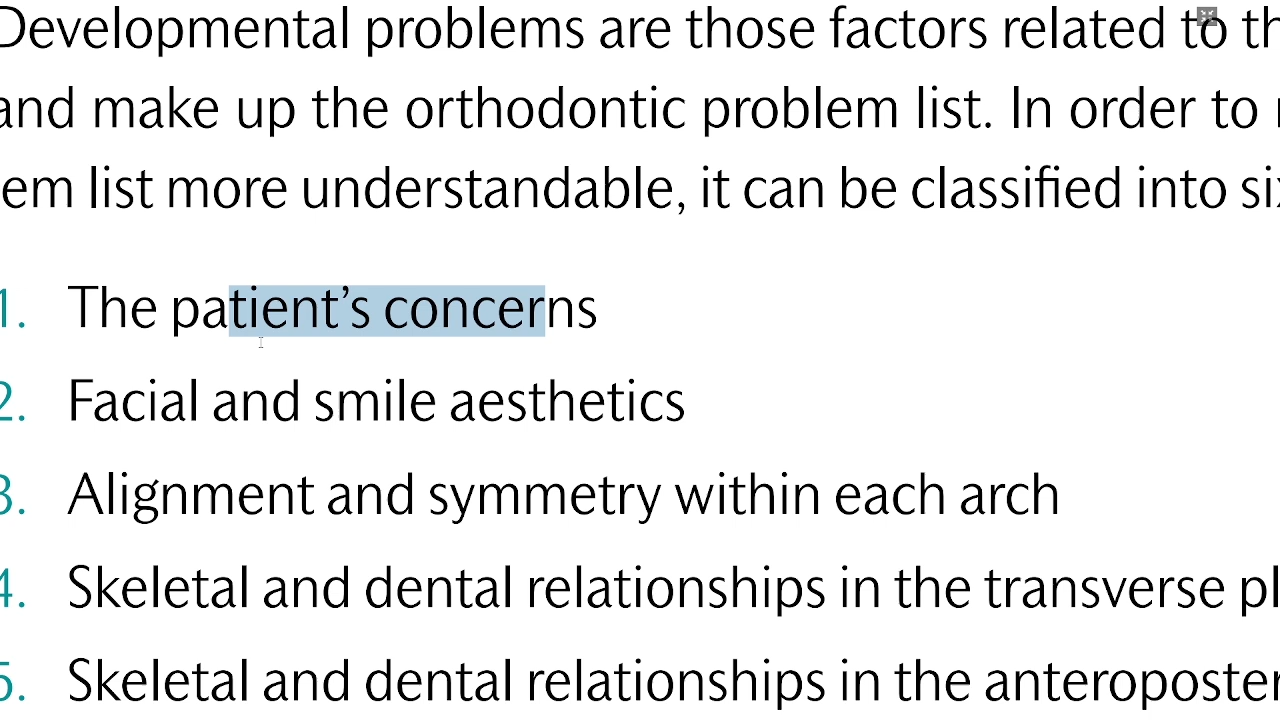 Developmental problems are those factors related to th
and make up the orthodontic problem list. In order to
em list more understandable, it can be classified into six
1. The patient’s concerns
2. Facial and smile aesthetics
3. Alignment and symmetry within each arch
4. Skeletal and dental relationships in the transverse pl
5. Skeletal and dental relationships in the anteroposter